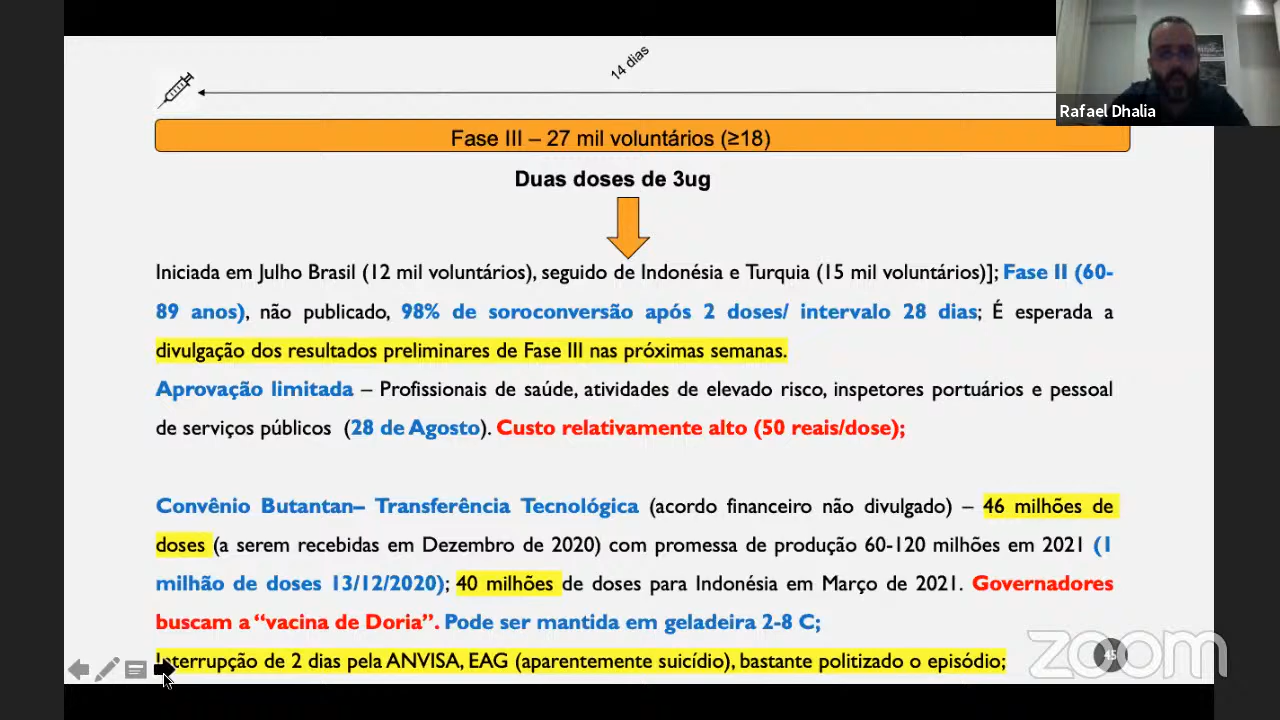 14 dias
Rafael Dhalia
Fase III – 27 mil voluntários (≥18)
Duas doses de 3ug
Iniciada em Julho Brasil (12 mil voluntários), seguido de Indonésia e Turquia (15 mil voluntários)]; Fase II (60-
89 anos), não publicado, 98% de soroconversão após 2 doses/ intervalo 28 dias; É esperada a
divulgação dos resultados preliminares de Fase III nas próximas semanas.
Aprovação limitada – Profissionais de saúde, atividades de elevado risco, inspetores portuários e pessoal
de serviços públicos (28 de Agosto). Custo relativamente alto (50 reais/dose);
Convênio Butantan– Transferência Tecnológica (acordo financeiro não divulgado) – 46 milhões de
doses (a serem recebidas em Dezembro de 2020) com promessa de produção 60-120 milhões em 2021 (1
milhão de doses 13/12/2020); 40 milhões de doses para Indonésia em Março de 2021. Governadores
buscam a “vacina de Doria”. Pode ser mantida em geladeira 2-8 C;
Interrupção de 2 dias pela ANVISA, EAG (aparentemente suicídio), bastante politizado o episódio;
45
zoom